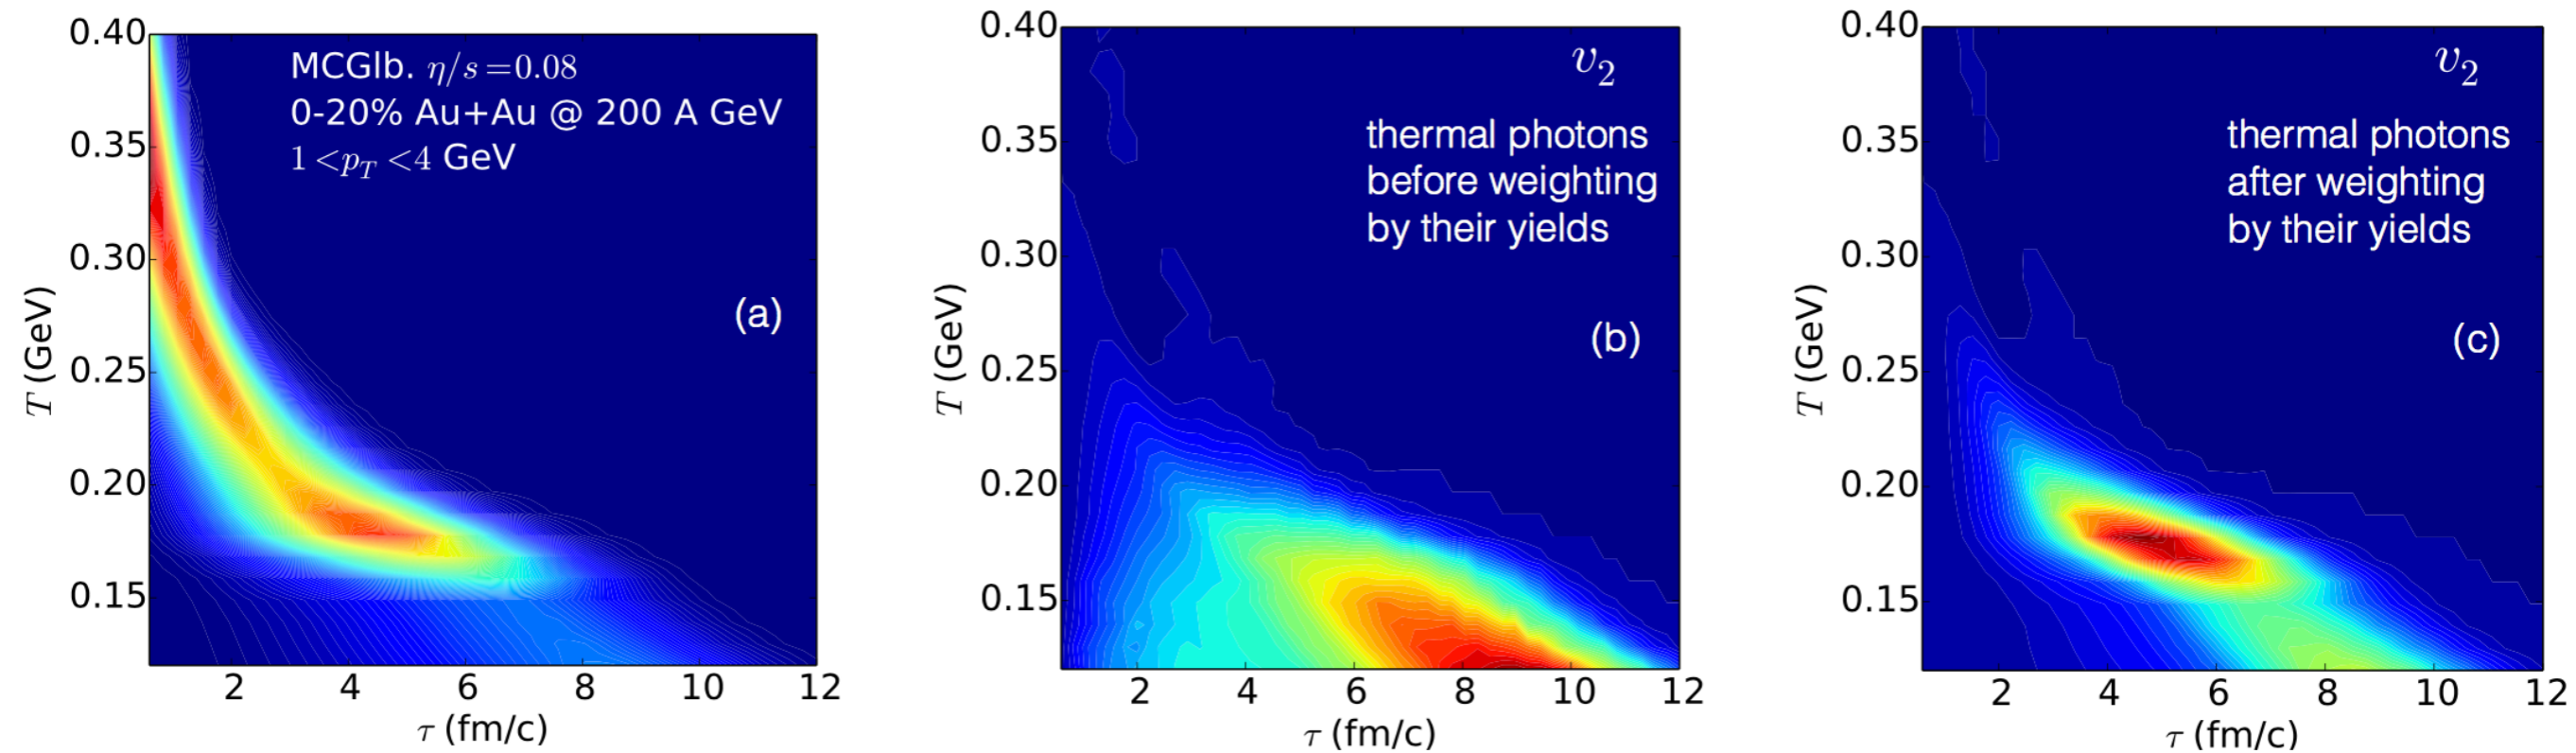 0.40
0.35
0.30
0.25
0.20
0.15
T (GeV)
MCGlb. η/s=0.08
0-20% Au+Au @ 200 A GeV
1<p_T<4 GeV
(a)
2 4 6 8 10 12
τ (fm/c)
0.40
0.35
0.30
0.25
0.20
0.15
T (GeV)
v_2
thermal photons
before weighting
by their yields
(b)
2 4 6 8 10 12
τ (fm/c)
0.40
0.35
0.30
0.25
0.20
0.15
T (GeV)
v_2
thermal photons
after weighting
by their yields
(c)
2 4 6 8 10 12
τ (fm/c)